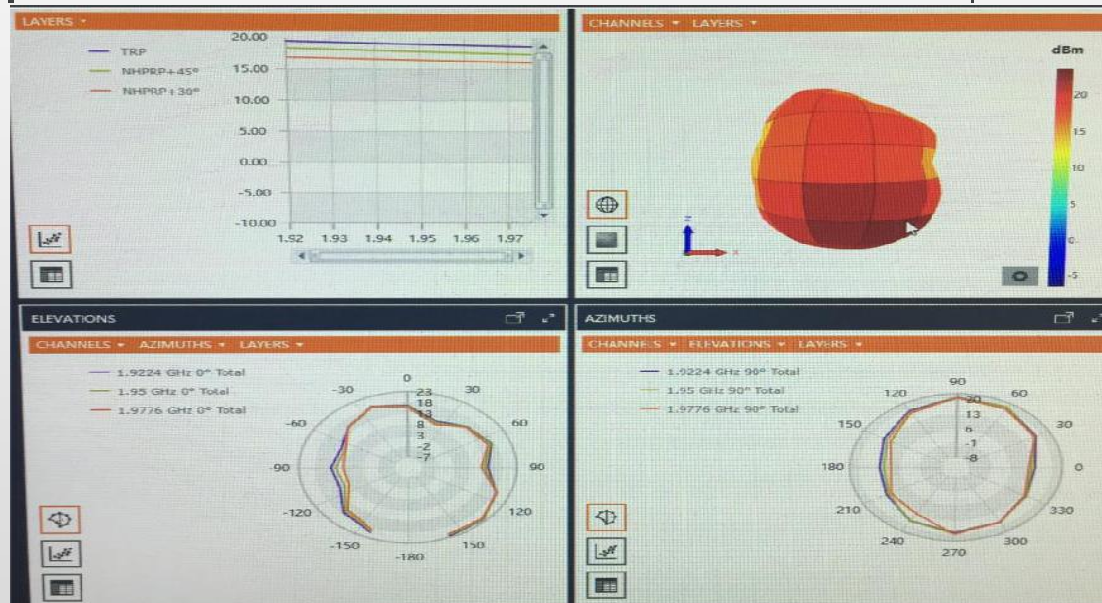 LAYERS
TRP
NHPRP+45°
NHPRP+30°
20.00
15.00
10.00
5.00
0.00
-5.00
-10.00
1.92 1.93 1.94 1.95 1.96 1.97
CHANNELS LAYERS
dBm
20
15
10
5
0
-5
z
x
ELEVATIONS
CHANNELS AZIMUTHS LAYERS
1.9224 GHz 0° Total
1.95 GHz 0° Total
1.9776 GHz 0° Total
0
-30 30
-60 60
-90 90
-120 120
-150 150
-180
23
18
13
8
3
-2
-7
AZIMUTHS
CHANNELS ELEVATIONS LAYERS
1.9224 GHz 90° Total
1.95 GHz 90° Total
1.9776 GHz 90° Total
90
120 60
150 30
180 0
210 330
240 300
270
20
13
6
-1
-8